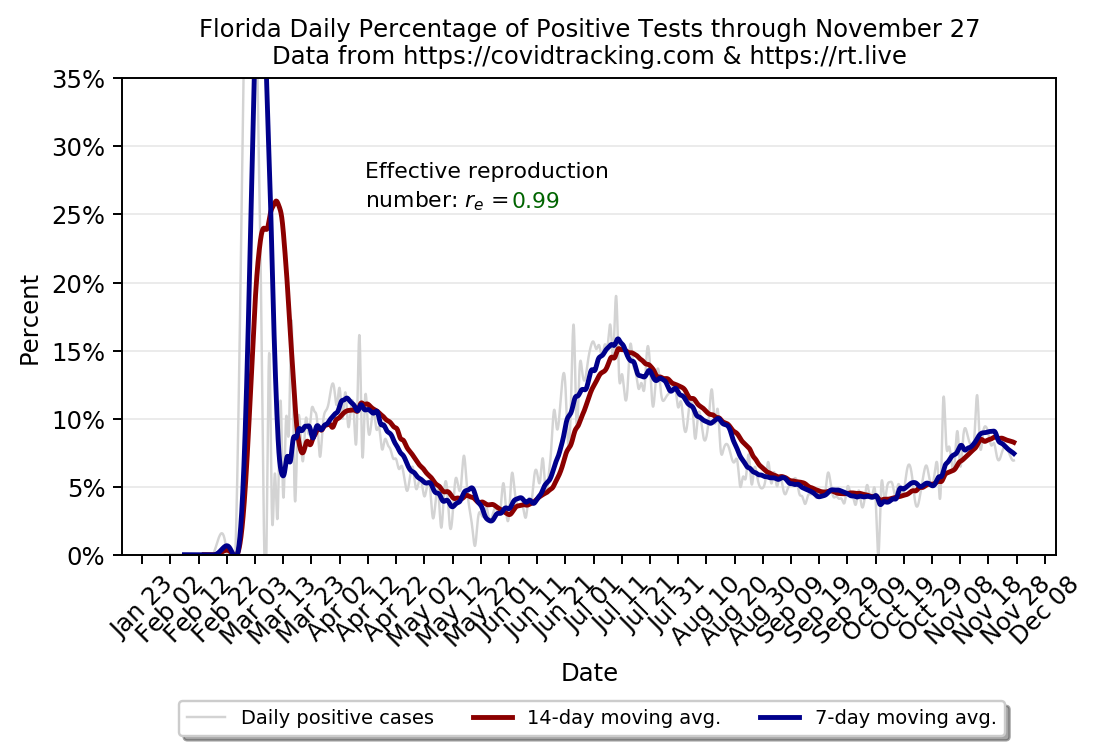 Florida Daily Percentage of Positive Tests through November 27
Data from https://covidtracking.com & https://rt.live
35%
30%
25%
20%
15%
10%
5%
0%
Percent
Effective reproduction
number: rₑ = 0.99
Jan 23
Feb 02
Feb 12
Feb 22
Mar 03
Mar 13
Mar 23
Apr 02
Apr 12
Apr 22
May 02
May 12
May 22
Jun 01
Jun 11
Jun 21
Jul 01
Jul 11
Jul 21
Jul 31
Aug 10
Aug 20
Aug 30
Sep 09
Sep 19
Sep 29
Oct 09
Oct 19
Oct 29
Nov 08
Nov 18
Nov 28
Dec 08
Date
Daily positive cases
14-day moving avg.
7-day moving avg.